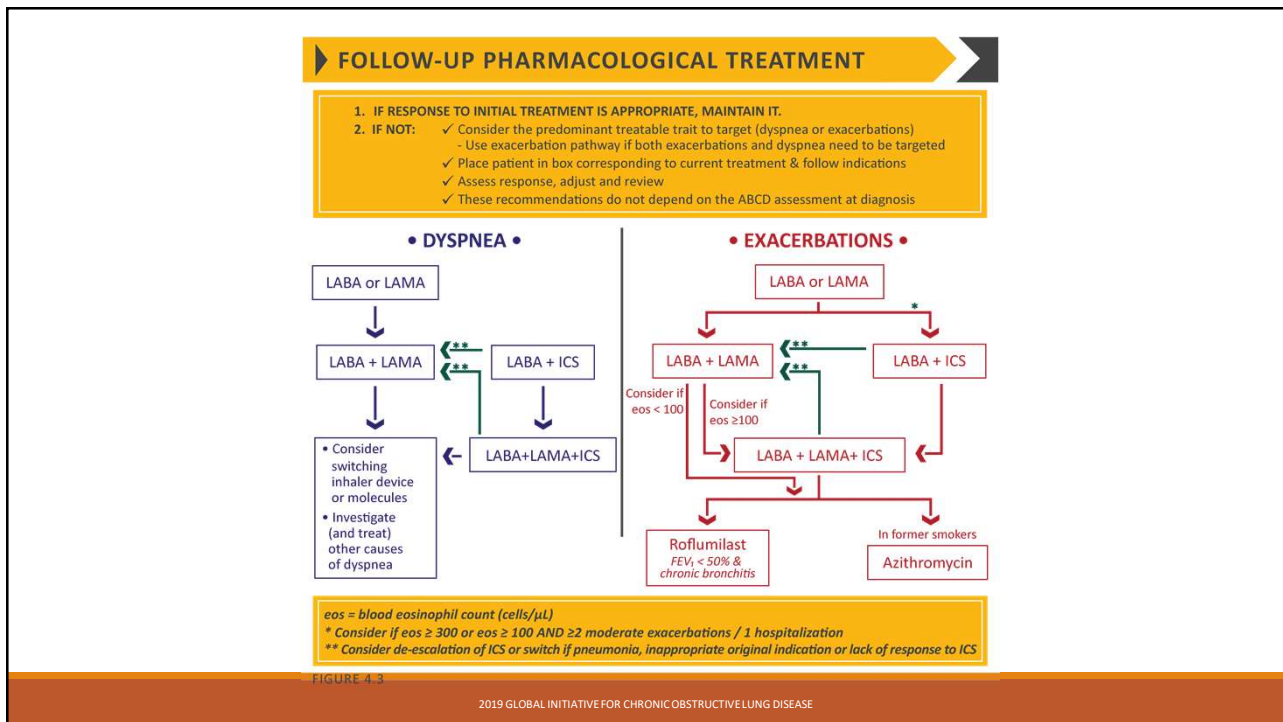 FOLLOW-UP PHARMACOLOGICAL TREATMENT
1. IF RESPONSE TO INITIAL TREATMENT IS APPROPRIATE, MAINTAIN IT.
2. IF NOT: ✓ Consider the predominant treatable trait to target (dyspnea or exacerbations)
- Use exacerbation pathway if both exacerbations and dyspnea need to be targeted
✓ Place patient in box corresponding to current treatment & follow indications
✓ Assess response, adjust and review
✓ These recommendations do not depend on the ABCD assessment at diagnosis
• DYSPNEA •
LABA or LAMA
LABA + LAMA
**
**
LABA + ICS
LABA+LAMA+ICS
• Consider
switching
inhaler device
or molecules
• Investigate
(and treat)
other causes
of dyspnea
• EXACERBATIONS •
LABA or LAMA
*
LABA + LAMA
**
**
LABA + ICS
Consider if
eos < 100
Consider if
eos ≥100
LABA + LAMA+ ICS
Roflumilast
FEV₁ < 50% &
chronic bronchitis
In former smokers
Azithromycin
eos = blood eosinophil count (cells/μL)
* Consider if eos ≥ 300 or eos ≥ 100 AND ≥2 moderate exacerbations / 1 hospitalization
** Consider de-escalation of ICS or switch if pneumonia, inappropriate original indication or lack of response to ICS
FIGURE 4.3
2019 GLOBAL INITIATIVE FOR CHRONIC OBSTRUCTIVE LUNG DISEASE